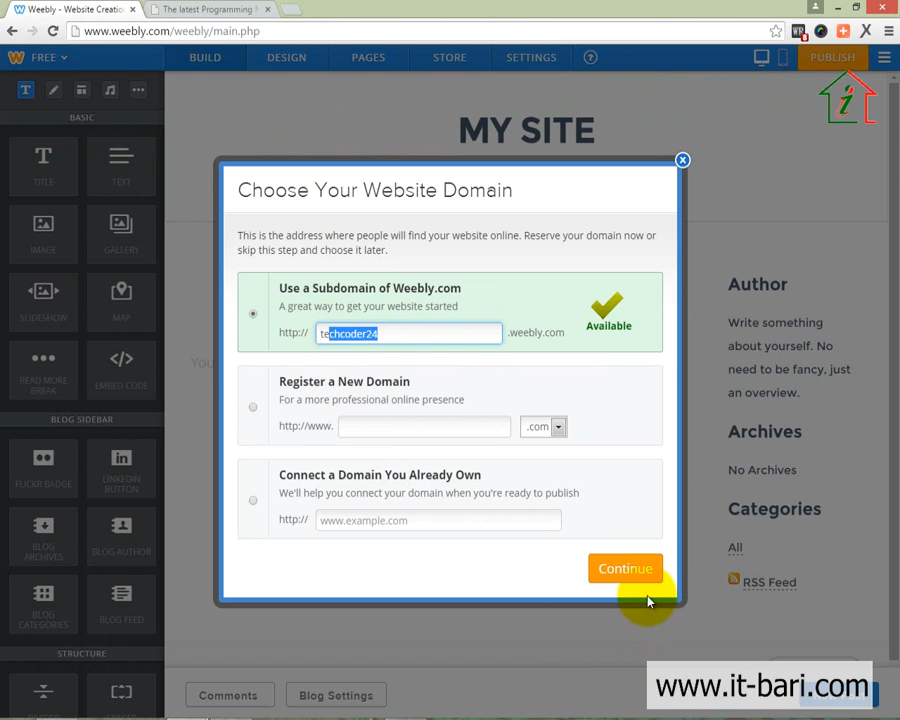 Weebly - Website Creatio
The latest Programming
www.weebly.com/weebly/main.php
FREE
BUILD
DESIGN
PAGES
STORE
SETTINGS
PUBLISH
BASIC
TITLE
TEXT
IMAGE
GALLERY
SLIDESHOW
MAP
READ MORE
BREAK
EMBED CODE
BLOG SIDEBAR
FLICKR BADGE
LINKEDIN
BUTTON
BLOG
ARCHIVES
BLOG AUTHOR
BLOG
CATEGORIES
BLOG FEED
STRUCTURE
MY SITE
Choose Your Website Domain
This is the address where people will find your website online. Reserve your domain now or
skip this step and choose it later.
Use a Subdomain of Weebly.com
A great way to get your website started
http:// techcoder24 .weebly.com
Available
Register a New Domain
For a more professional online presence
http://www. .com
Connect a Domain You Already Own
We'll help you connect your domain when you're ready to publish
http:// www.example.com
Continue
Author
Write something
about yourself. No
need to be fancy, just
an overview.
Archives
No Archives
Categories
All
RSS Feed
Comments
Blog Settings
www.it-bari.com